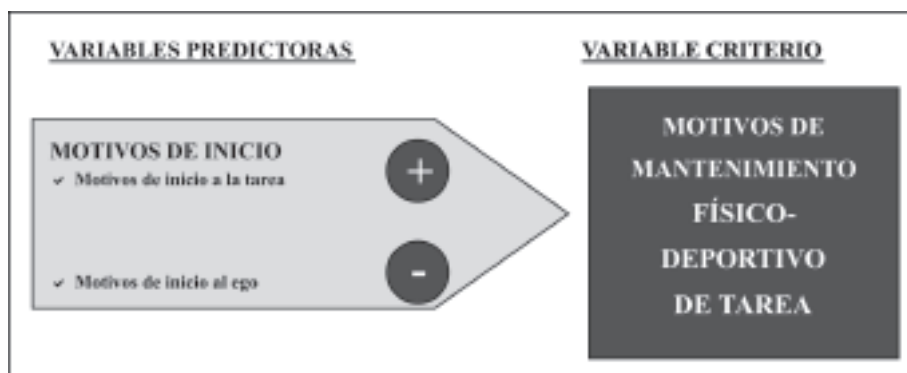 VARIABLES PREDICTORAS
VARIABLE CRITERIO
MOTIVOS DE INICIO
✓ Motivos de inicio a la tarea
+
✓ Motivos de inicio al ego
-
MOTIVOS DE
MANTENIMIENTO
FÍSICO-
DEPORTIVO
DE TAREA